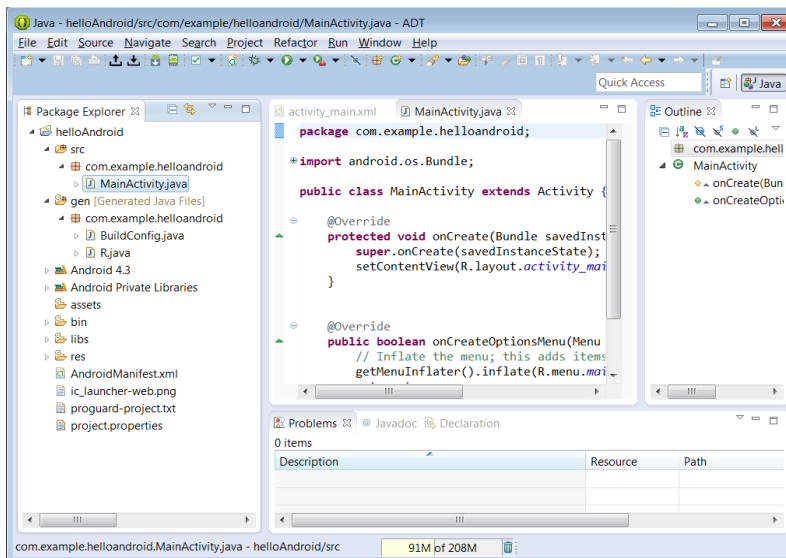 Java - helloAndroid/src/com/example/helloandroid/MainActivity.java - ADT
File Edit Source Navigate Search Project Refactor Run Window Help
Quick Access
Java
Package Explorer
helloAndroid
src
com.example.helloandroid
MainActivity.java
gen [Generated Java Files]
com.example.helloandroid
BuildConfig.java
R.java
Android 4.3
Android Private Libraries
assets
bin
libs
res
AndroidManifest.xml
ic_launcher-web.png
proguard-project.txt
project.properties
activity_main.xml
MainActivity.java
package com.example.helloandroid;
import android.os.Bundle;
public class MainActivity extends Activity {
@Override
protected void onCreate(Bundle savedInst
super.onCreate(savedInstanceState);
setContentView(R.layout.activity_mai
}
@Override
public boolean onCreateOptionsMenu(Menu
// Inflate the menu; this adds items
getMenuInflater().inflate(R.menu.mai
Outline
com.example.hell
MainActivity
onCreate(Bun
onCreateOpti
Problems
@ Javadoc
Declaration
0 items
Description Resource Path
com.example.helloandroid.MainActivity.java - helloAndroid/src
91M of 208M